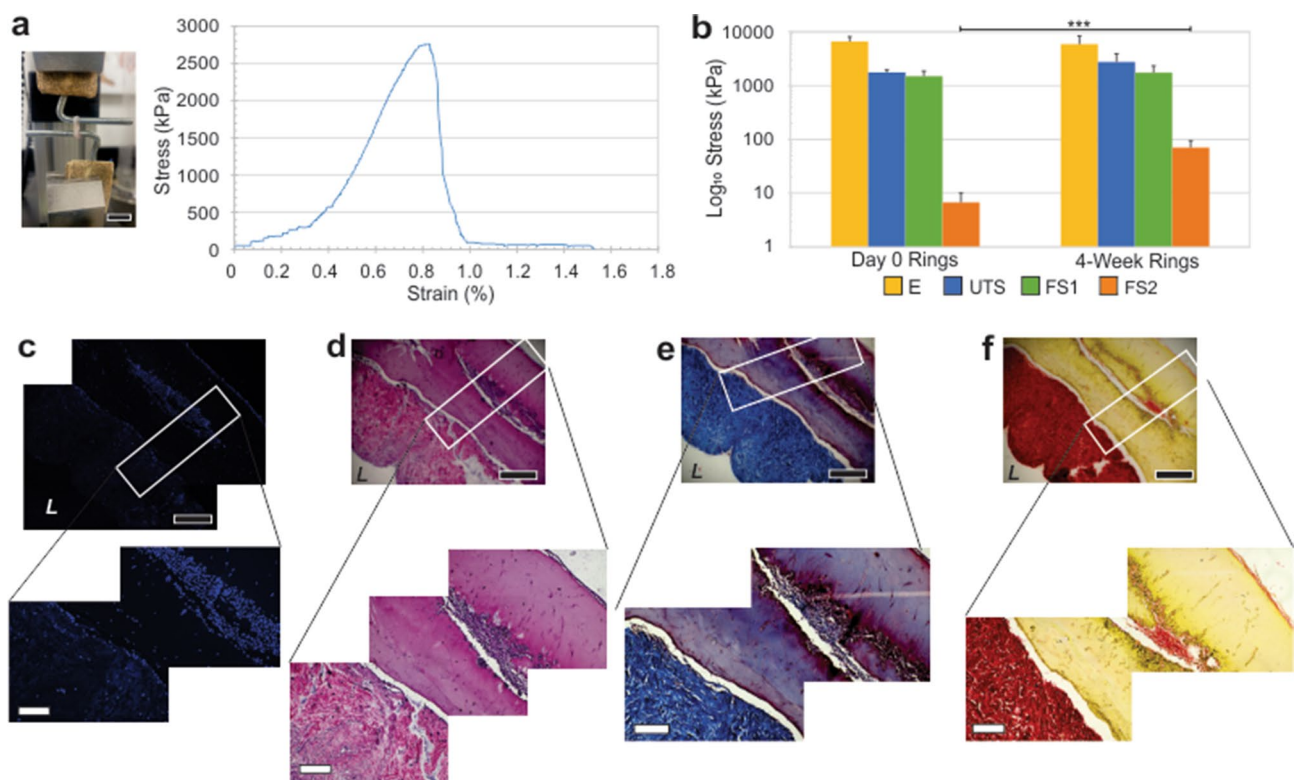 a
3000
2500
2000
1500
1000
500
0
Stress (kPa)
0 0.2 0.4 0.6 0.8 1.0 1.2 1.4 1.6 1.8
Strain (%)
b
***
10000
1000
100
10
1
Log₁₀ Stress (kPa)
Day 0 Rings 4-Week Rings
E UTS FS1 FS2
c
L
d
L
e
L
f
L